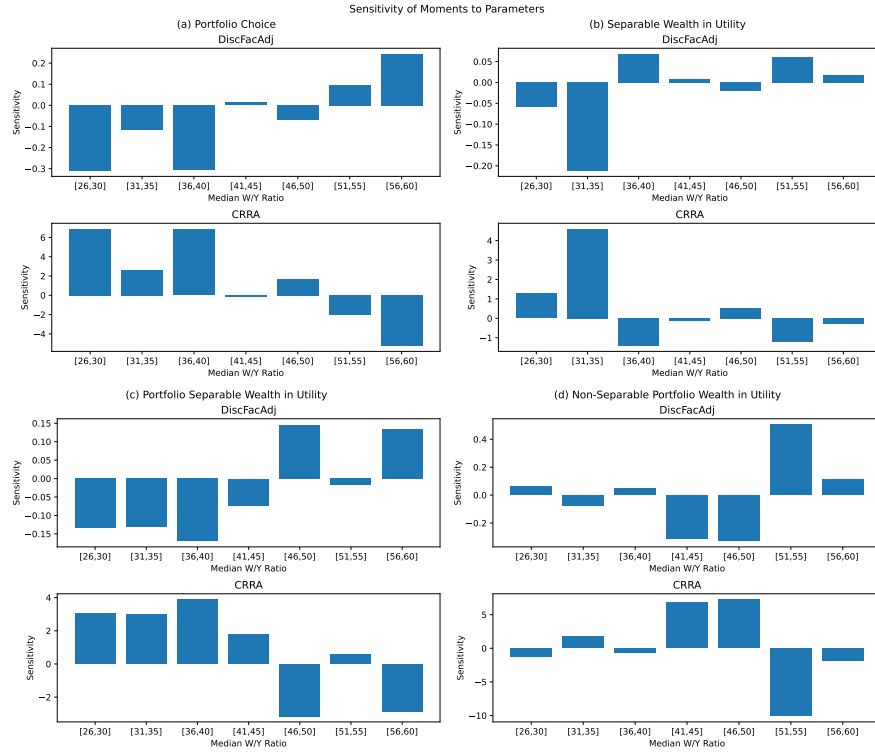 Sensitivity of Moments to Parameters
(a) Portfolio Choice
DiscFacAdj
Sensitivity
0.2
0.1
0.0
−0.1
−0.2
−0.3
[26,30] [31,35] [36,40] [41,45] [46,50] [51,55] [56,60]
Median W/Y Ratio
CRRA
Sensitivity
6
4
2
0
−2
−4
[26,30] [31,35] [36,40] [41,45] [46,50] [51,55] [56,60]
Median W/Y Ratio
(b) Separable Wealth in Utility
DiscFacAdj
Sensitivity
0.05
0.00
−0.05
−0.10
−0.15
−0.20
[26,30] [31,35] [36,40] [41,45] [46,50] [51,55] [56,60]
Median W/Y Ratio
CRRA
Sensitivity
4
3
2
1
0
−1
[26,30] [31,35] [36,40] [41,45] [46,50] [51,55] [56,60]
Median W/Y Ratio
(c) Portfolio Separable Wealth in Utility
DiscFacAdj
Sensitivity
0.15
0.10
0.05
0.00
−0.05
−0.10
−0.15
[26,30] [31,35] [36,40] [41,45] [46,50] [51,55] [56,60]
Median W/Y Ratio
CRRA
Sensitivity
4
2
0
−2
[26,30] [31,35] [36,40] [41,45] [46,50] [51,55] [56,60]
Median W/Y Ratio
(d) Non-Separable Portfolio Wealth in Utility
DiscFacAdj
Sensitivity
0.4
0.2
0.0
−0.2
[26,30] [31,35] [36,40] [41,45] [46,50] [51,55] [56,60]
Median W/Y Ratio
CRRA
Sensitivity
5
0
−5
−10
[26,30] [31,35] [36,40] [41,45] [46,50] [51,55] [56,60]
Median W/Y Ratio